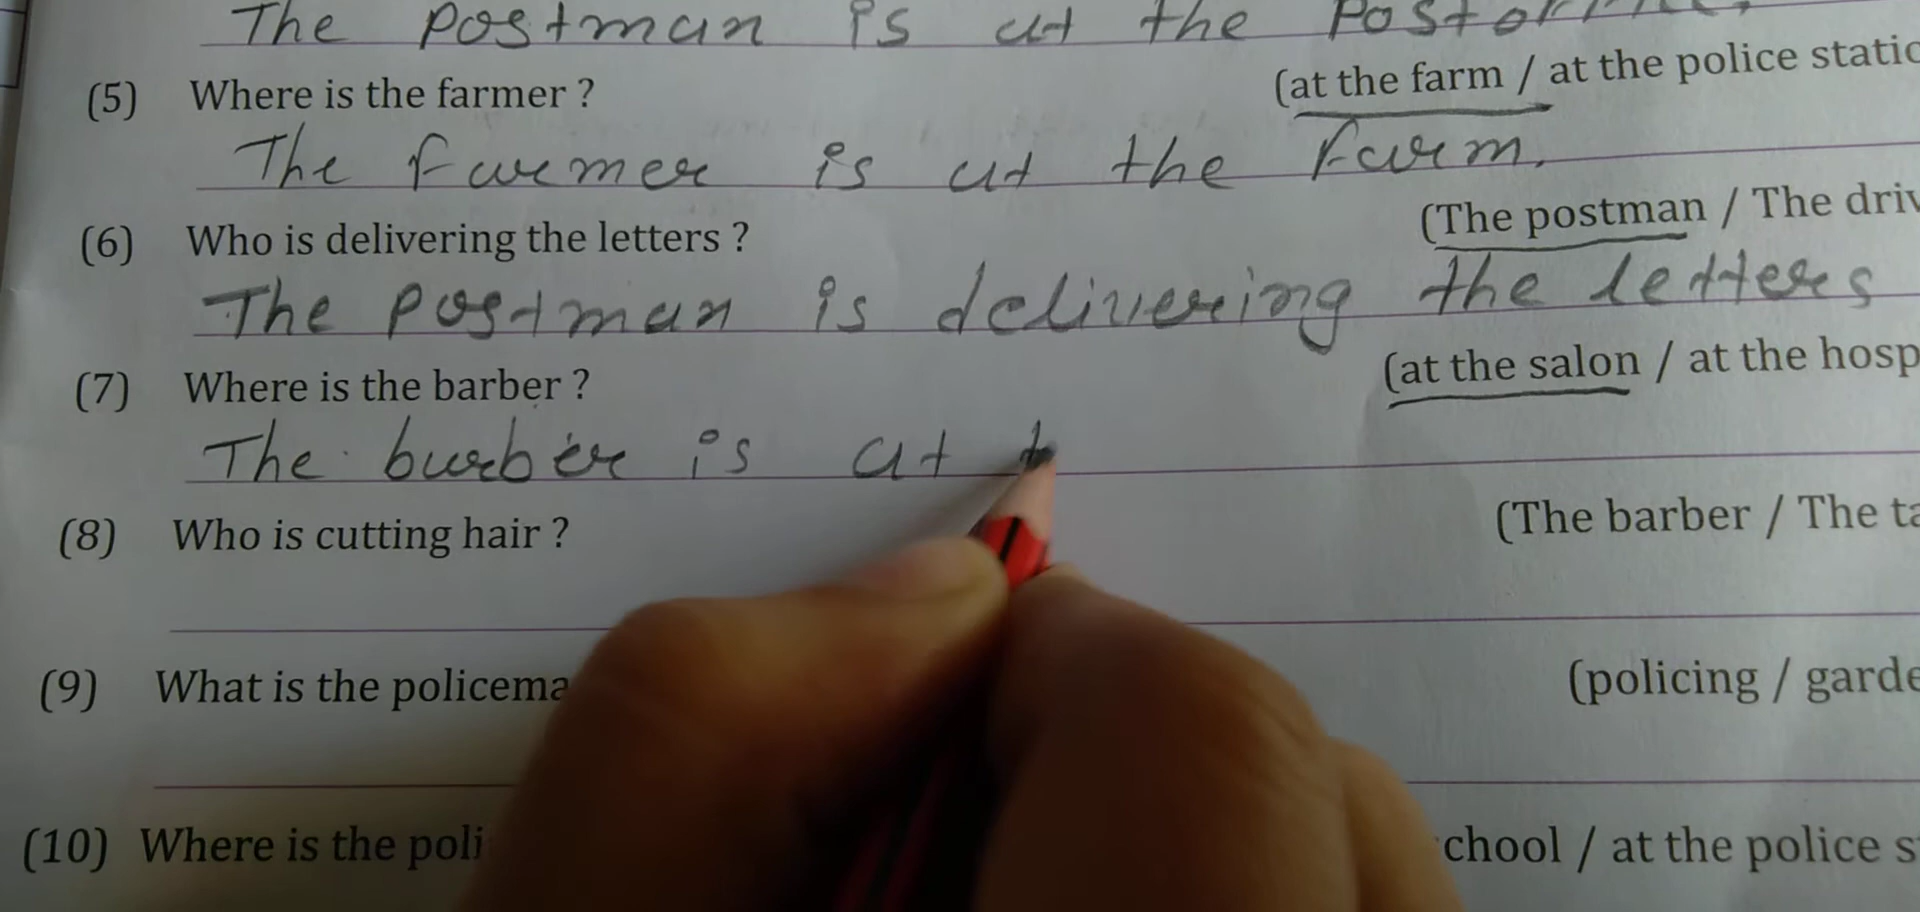 The postman is at the Postoffice.
(5) Where is the farmer ? (at the farm / at the police
The farmer is at the Farm.
(6) Who is delivering the letters ? (The postman / The
The postman is delivering the letters
(7) Where is the barber ? (at the salon / at the
The barber is at
(8) Who is cutting hair ? (The barber / The
(9) What is the (policing /
(10) Where is the / at the police